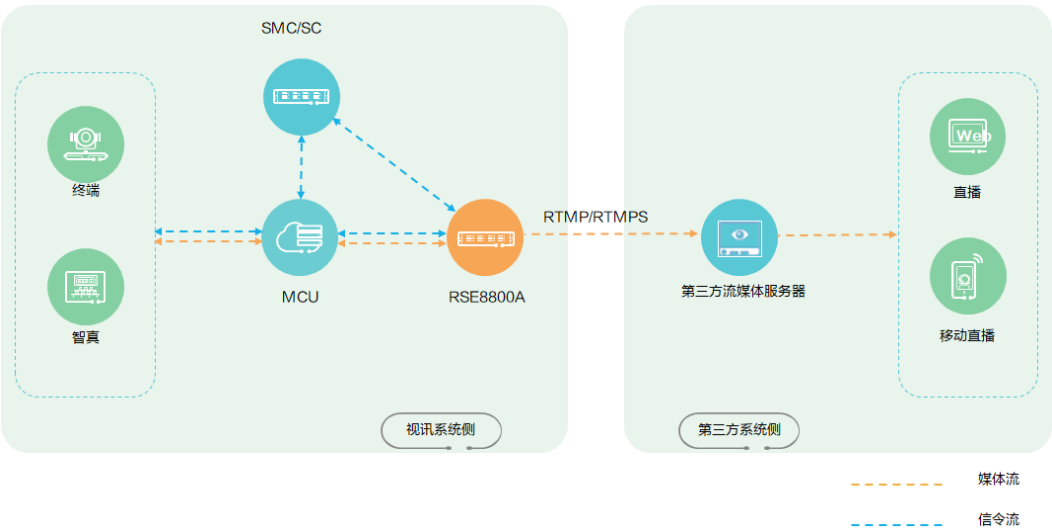 SMC/SC
终端
智真
MCU
RSE8800A
视讯系统侧
RTMP/RTMPS
第三方流媒体服务器
Web
直播
移动直播
第三方系统侧
媒体流
信令流